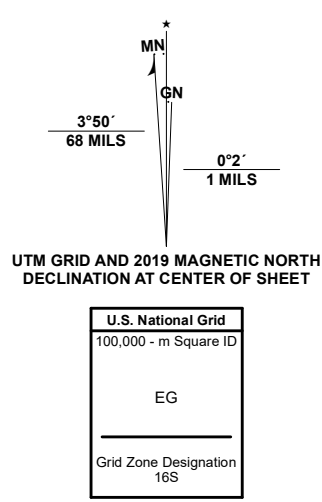 MN
GN
3°50´
68 MILS
0°2´
1 MILS
UTM GRID AND 2019 MAGNETIC NORTH
DECLINATION AT CENTER OF SHEET
U.S. National Grid
100,000 - m Square ID
EG
Grid Zone Designation
16S